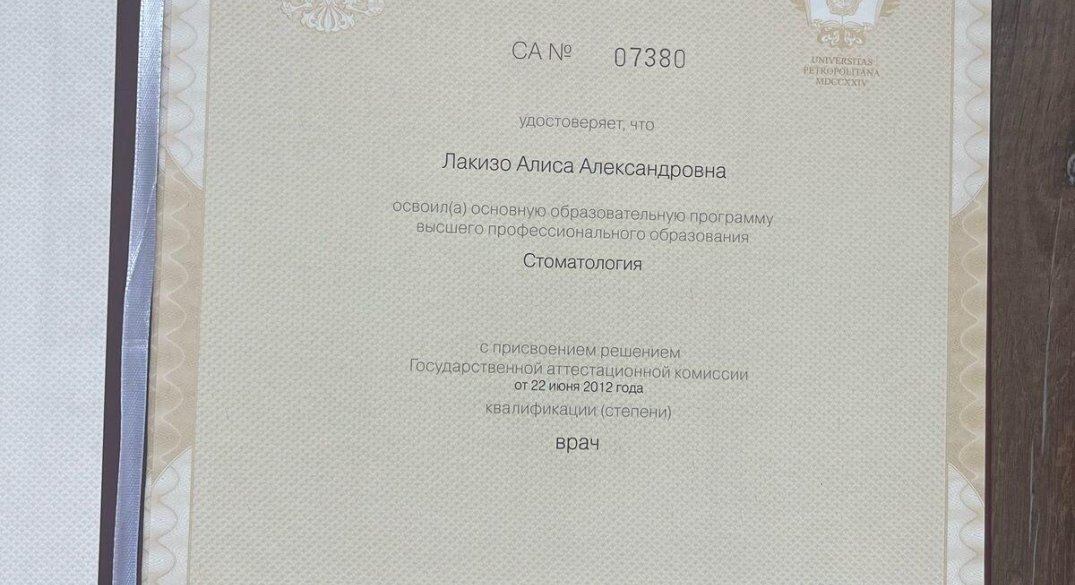 СА № 07380
UNIVERSITAS
PETROPOLITANA
MDCCXXIV
удостоверяет, что
Лакизо Алиса Александровна
освоил(а) основную образовательную программу
высшего профессионального образования
Стоматология
с присвоением решением
Государственной аттестационной комиссии
от 22 июня 2012 года
квалификации (степени)
врач